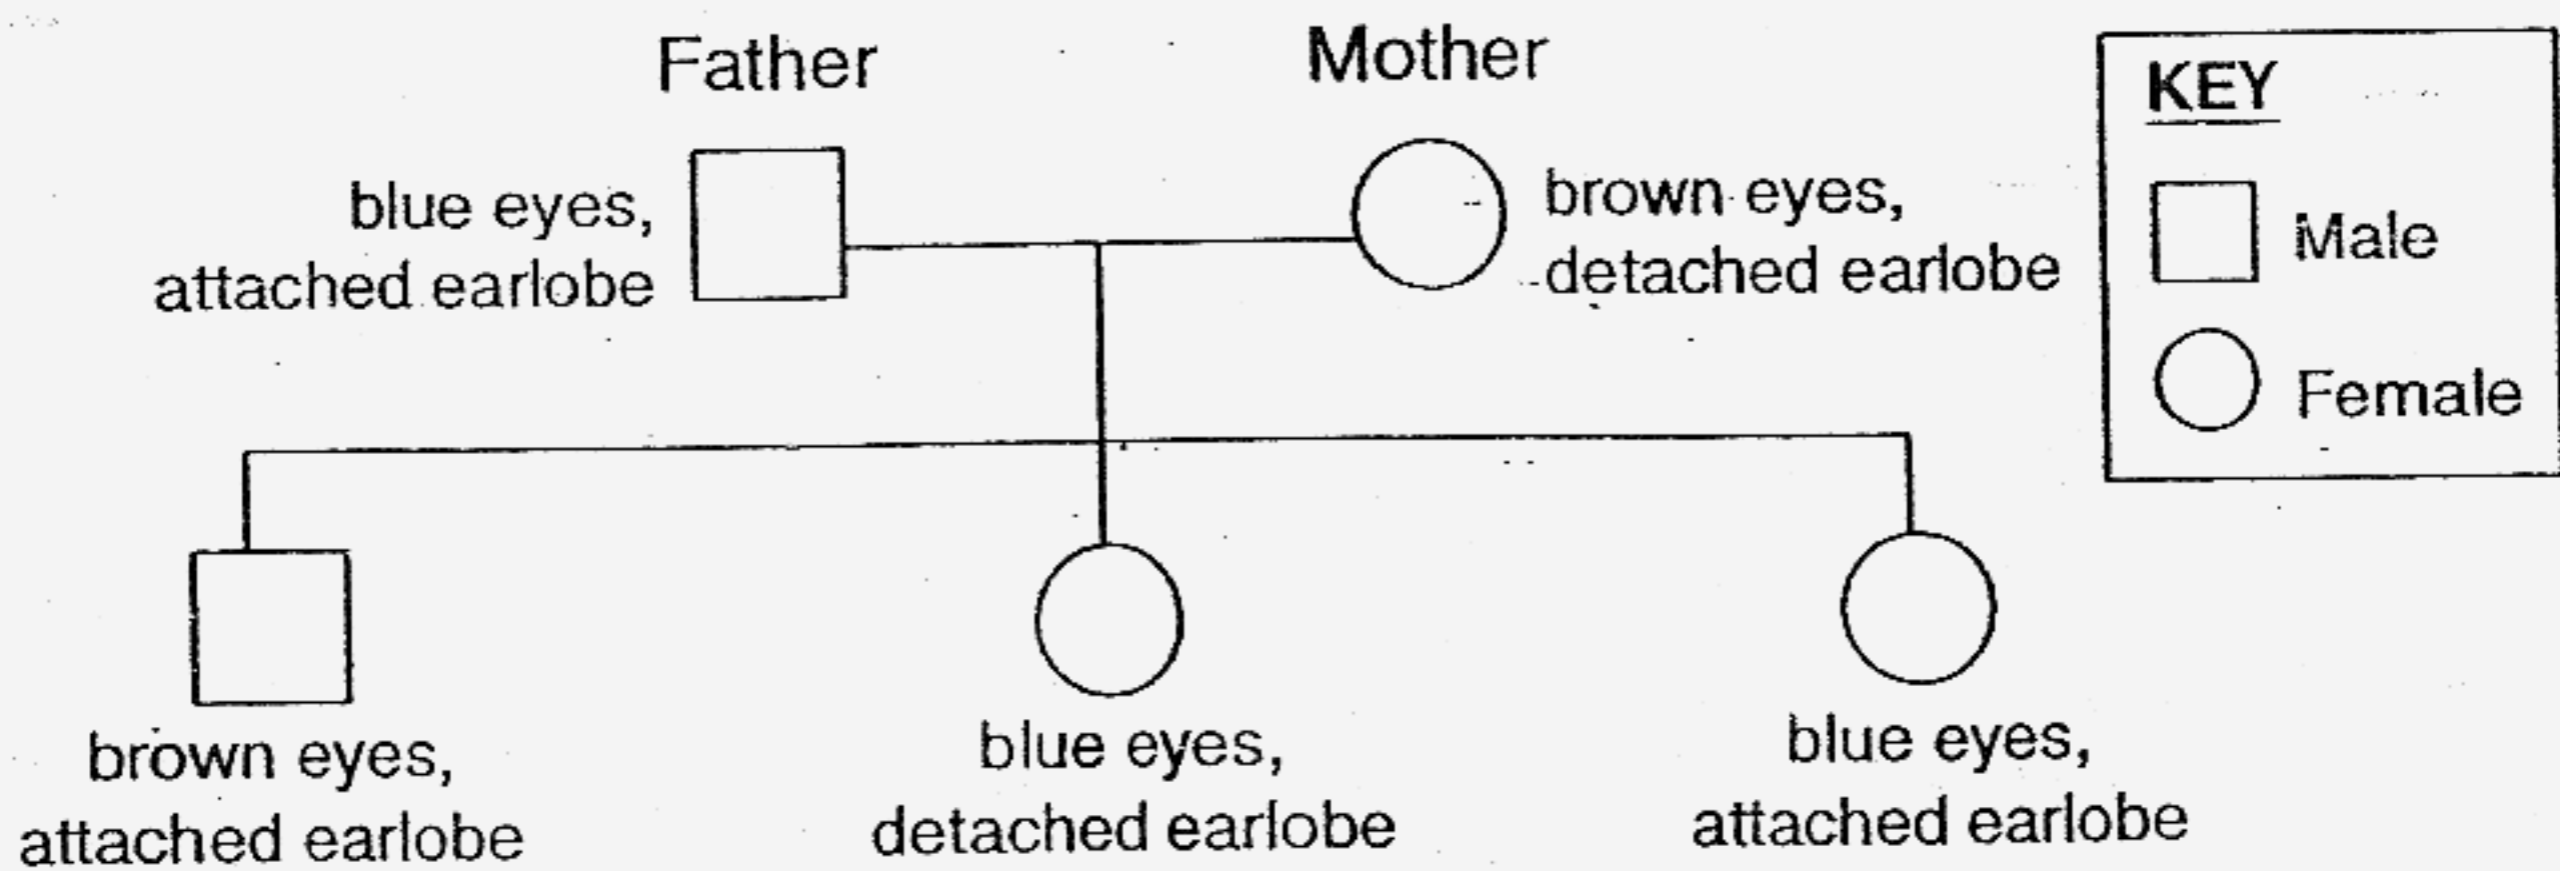 Father
Mother
KEY
blue eyes,
attached earlobe
brown eyes,
detached earlobe
Male
Female
brown eyes,
attached earlobe
blue eyes,
detached earlobe
blue eyes,
attached earlobe